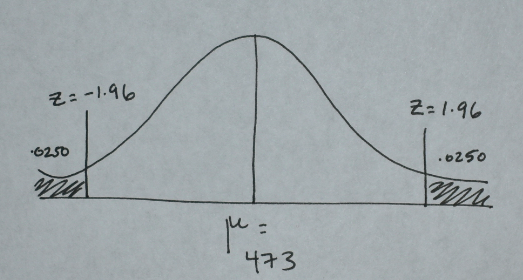 Z = -1.96
Z = 1.96
.0250
.0250
μ =
473